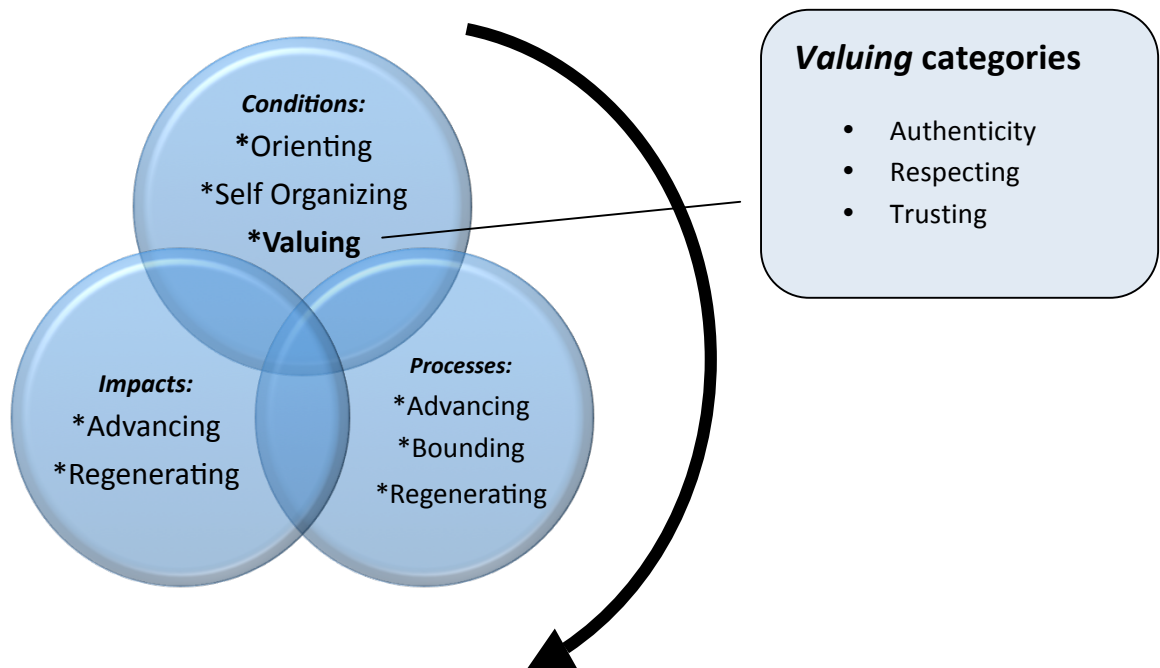 Conditions:
*Orienting
*Self Organizing
*Valuing
Impacts:
*Advancing
*Regenerating
Processes:
*Advancing
*Bounding
*Regenerating
Valuing categories
• Authenticity
• Respecting
• Trusting